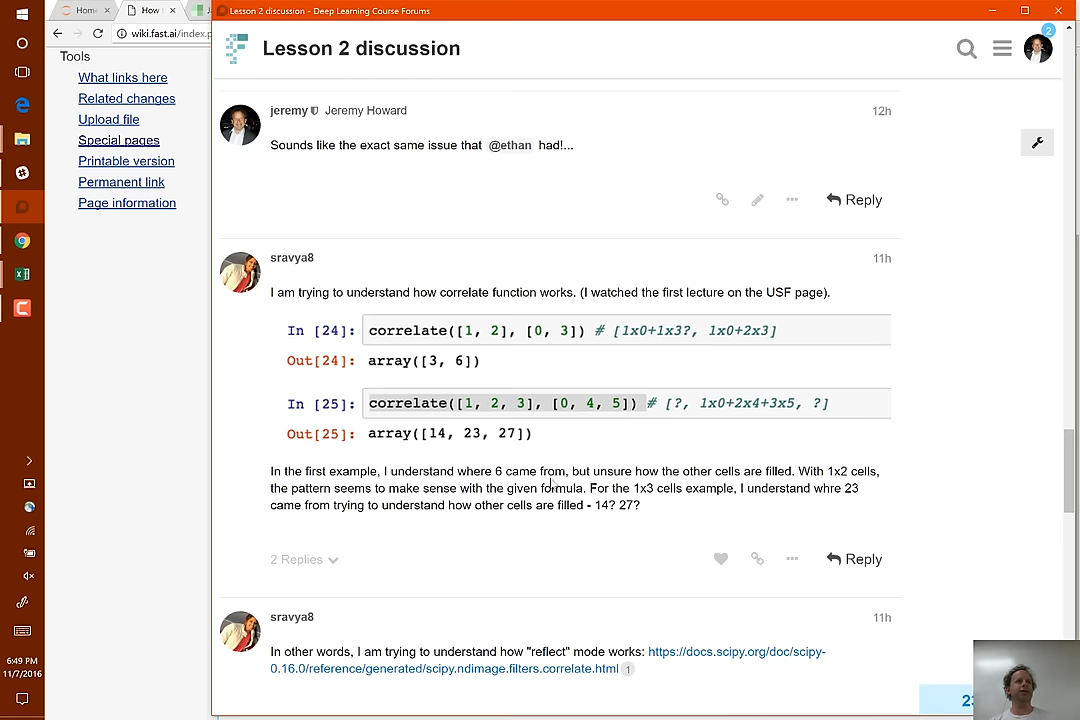 Home
How
Lesson 2 discussion - Deep Learning Course Forums
wiki.fast.ai/index.p
Tools
What links here
Related changes
Upload file
Special pages
Printable version
Permanent link
Page information
Lesson 2 discussion
2
jeremy Jeremy Howard
12h
Sounds like the exact same issue that @ethan had!...
Reply
sravya8
11h
I am trying to understand how correlate function works. (I watched the first lecture on the USF page).
In [24]: correlate([1, 2], [0, 3]) # [1x0+1x3?, 1x0+2x3]
Out[24]: array([3, 6])
In [25]: correlate([1, 2, 3], [0, 4, 5]) # [?, 1x0+2x4+3x5, ?]
Out[25]: array([14, 23, 27])
In the first example, I understand where 6 came from, but unsure how the other cells are filled. With 1x2 cells,
the pattern seems to make sense with the given formula. For the 1x3 cells example, I understand whre 23
came from trying to understand how other cells are filled - 14? 27?
2 Replies
Reply
sravya8
11h
In other words, I am trying to understand how "reflect" mode works: https://docs.scipy.org/doc/scipy-
0.16.0/reference/generated/scipy.ndimage.filters.correlate.html 1
6:49 PM
11/7/2016